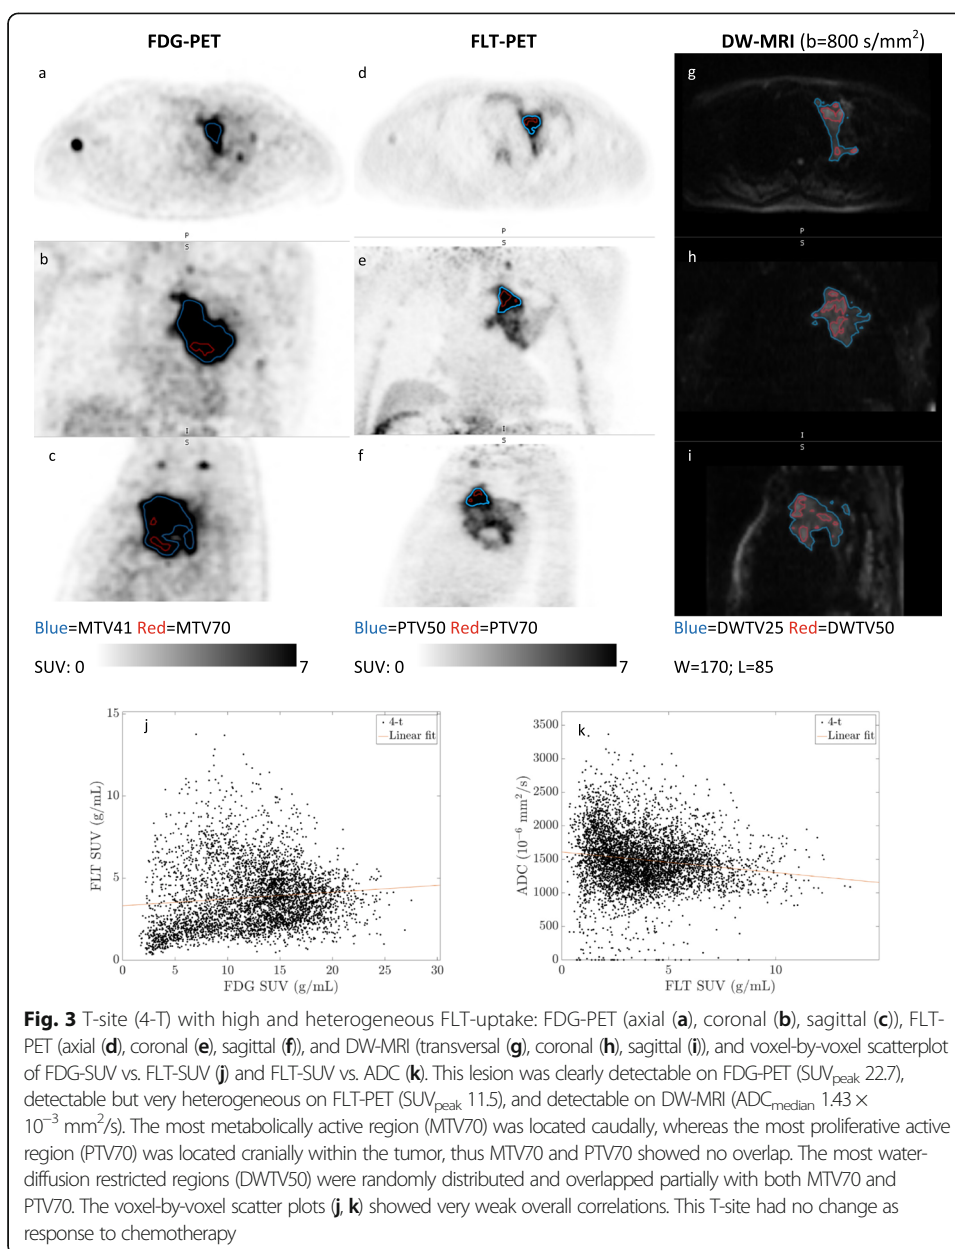 FDG-PET
FLT-PET
DW-MRI (b=800 s/mm²)
a
d
g
P
S
P
S
P
S
b
e
h
I
S
I
S
I
S
c
f
i
Blue=MTV41 Red=MTV70
Blue=PTV50 Red=PTV70
Blue=DWTV25 Red=DWTV50
SUV: 0
7
SUV: 0
7
W=170; L=85
j
4-t
Linear fit
15
10
5
0
FLT SUV (g/mL)
0 5 10 15 20 25 30
FDG SUV (g/mL)
k
4-t
Linear fit
3500
3000
2500
2000
1500
1000
500
0
ADC (10⁻⁶ mm²/s)
0 5 10
FLT SUV (g/mL)
Fig. 3 T-site (4-T) with high and heterogeneous FLT-uptake: FDG-PET (axial (a), coronal (b), sagittal (c)), FLT-
PET (axial (d), coronal (e), sagittal (f)), and DW-MRI (transversal (g), coronal (h), sagittal (i)), and voxel-by-voxel scatterplot
of FDG-SUV vs. FLT-SUV (j) and FLT-SUV vs. ADC (k). This lesion was clearly detectable on FDG-PET (SUVpeak 22.7),
detectable but very heterogeneous on FLT-PET (SUVpeak 11.5), and detectable on DW-MRI (ADCmedian 1.43 ×
10⁻³ mm²/s). The most metabolically active region (MTV70) was located caudally, whereas the most proliferative active
region (PTV70) was located cranially within the tumor, thus MTV70 and PTV70 showed no overlap. The most water-
diffusion restricted regions (DWTV50) were randomly distributed and overlapped partially with both MTV70 and
PTV70. The voxel-by-voxel scatter plots (j, k) showed very weak overall correlations. This T-site had no change as
response to chemotherapy